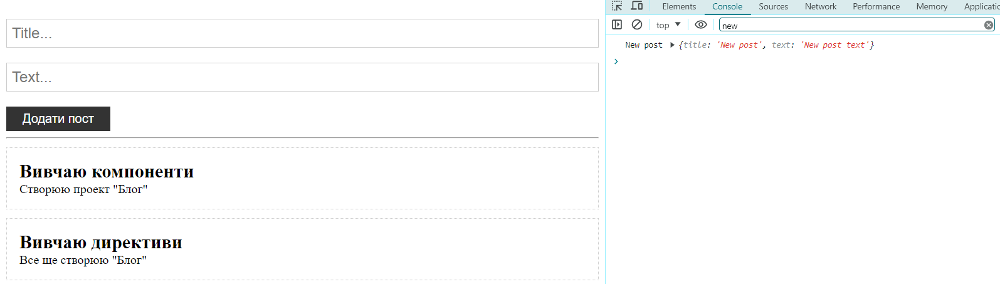 Title...
Text...
Додати пост
Вивчаю компоненти
Створюю проект "Блог"
Вивчаю директиви
Все ще створюю "Блог"
Elements Console Sources Network Performance Memory Applicatio
top new
New post {title: 'New post', text: 'New post text'}